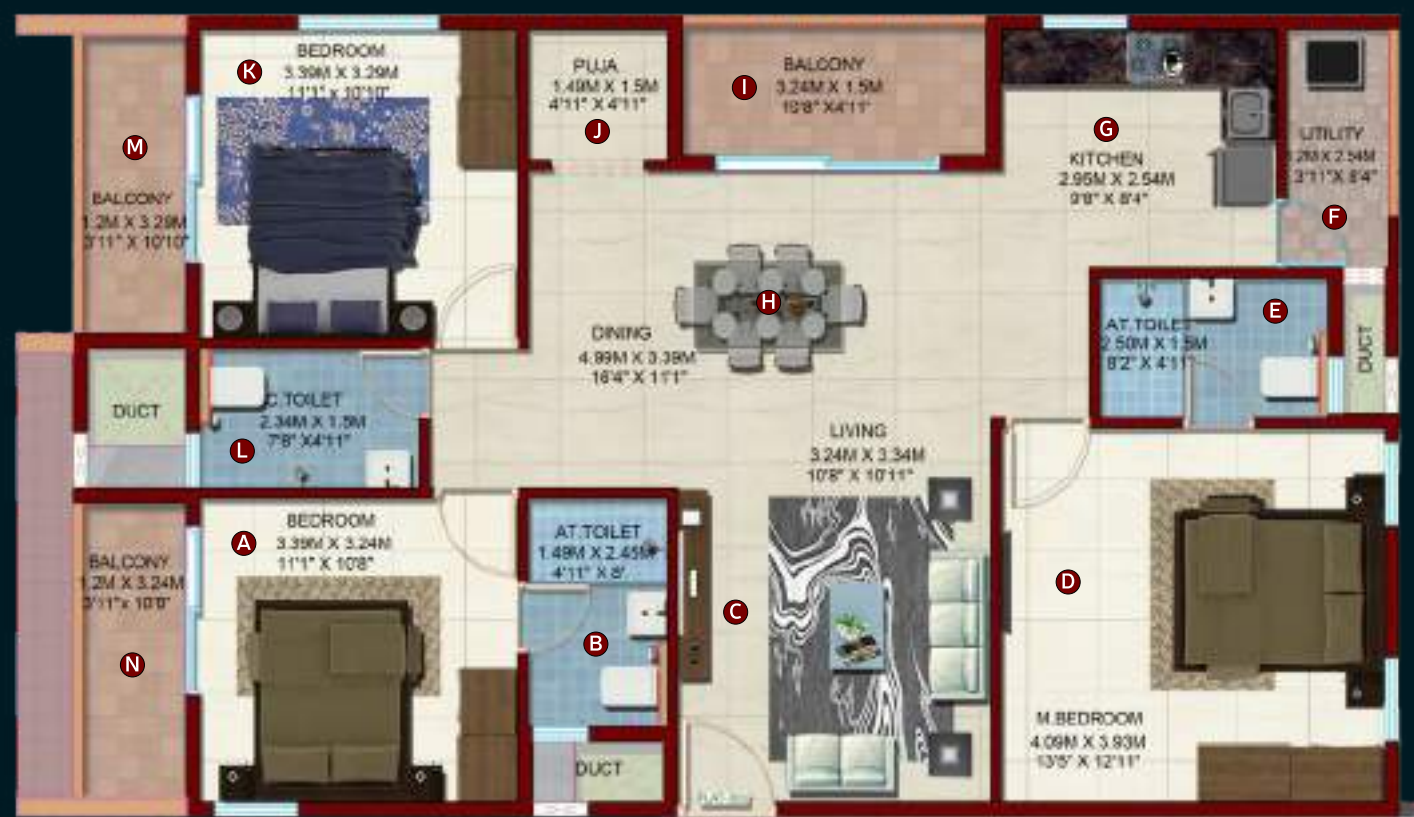 K
BEDROOM
3.39M X 3.29M
11'1" X 10'10"
PUJA
1.49M X 1.5M
4'11" X 4'11"
J
I
BALCONY
3.24M X 1.5M
10'8" X4'11"
G
KITCHEN
2.95M X 2.54M
9'8" X 8'4"
UTILITY
1.2M X 2.54M
3'11"X 8'4"
F
M
BALCONY
1.2M X 3.29M
3'11" X 10'10"
H
DINING
4.99M X 3.39M
16'4" X 11'1"
E
AT.TOILET
2.50M X 1.5M
8'2" X 4'11"
DUCT
DUCT
C.TOILET
2.34M X 1.5M
7'8" X4'11"
L
LIVING
3.24M X 3.34M
10'8" X 10'11"
A
BEDROOM
3.39M X 3.24M
11'1" X 10'8"
AT.TOILET
1.49M X 2.45M
4'11" X 8'
B
BALCONY
1.2M X 3.24M
3'11"x 10'8"
N
C
D
M.BEDROOM
4.09M X 3.93M
13'5" X 12'11"
DUCT